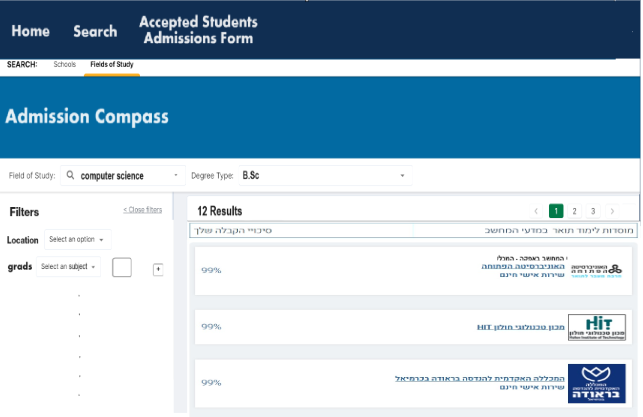 Home
Search
Accepted Students
Admissions Form
SEARCH:
Schools
Fields of Study
Admission Compass
Field of Study:
computer science
Degree Type:
B.Sc
Filters
< Close filters
Location
Select an option
grads
Select an subject
+
12 Results
< 1 2 3 >
מוסדות לימוד תואר במדעי המחשב
סיכויי הקבלה שלך
המחשב באפקה - המכלי
האוניברסיטה הפתוחה
שירות אישי חינם
99%
האוניברסיטה
הפתוחה
מכון טכנולוגי חולון HIT
99%
HIT
מכון טכנולוגי חולון
Holon Institute of Technology
המכללה האקדמית להנדסה בראודה בכרמיאל
שירות אישי חינם
99%
המכללה
האקדמית להנדסה
בראודה
בכרמיאל